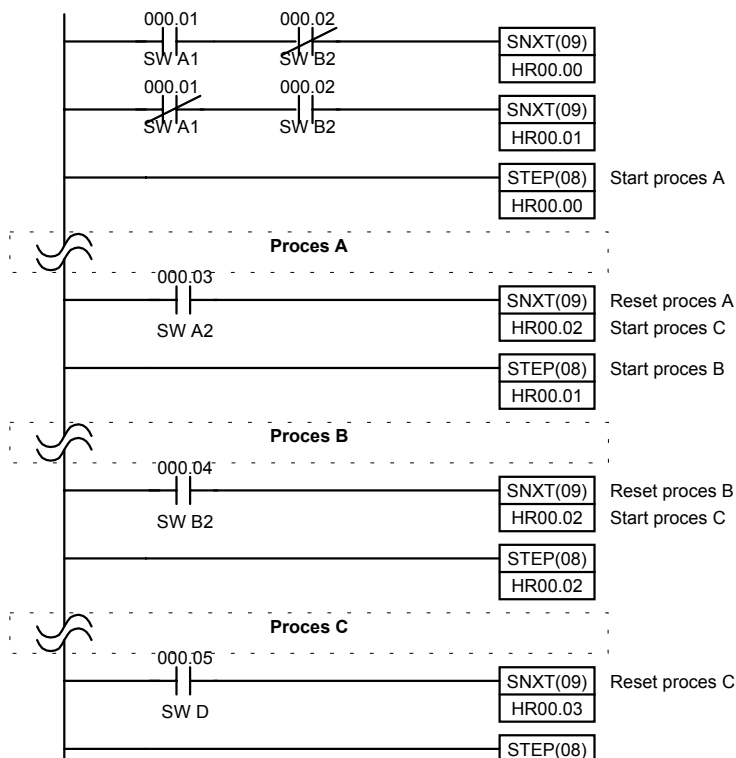 000.01 000.02
SW A1 SW B2 SNXT(09)
HR00.00
000.01 000.02
SW A1 SW B2 SNXT(09)
HR00.01
STEP(08) Start proces A
HR00.00
Proces A
000.03
SNXT(09) Reset proces A
SW A2 HR00.02 Start proces C
STEP(08) Start proces B
HR00.01
Proces B
000.04
SNXT(09) Reset proces B
SW B2 HR00.02 Start proces C
STEP(08)
HR00.02
Proces C
000.05
SNXT(09) Reset proces C
SW D HR00.03
STEP(08)